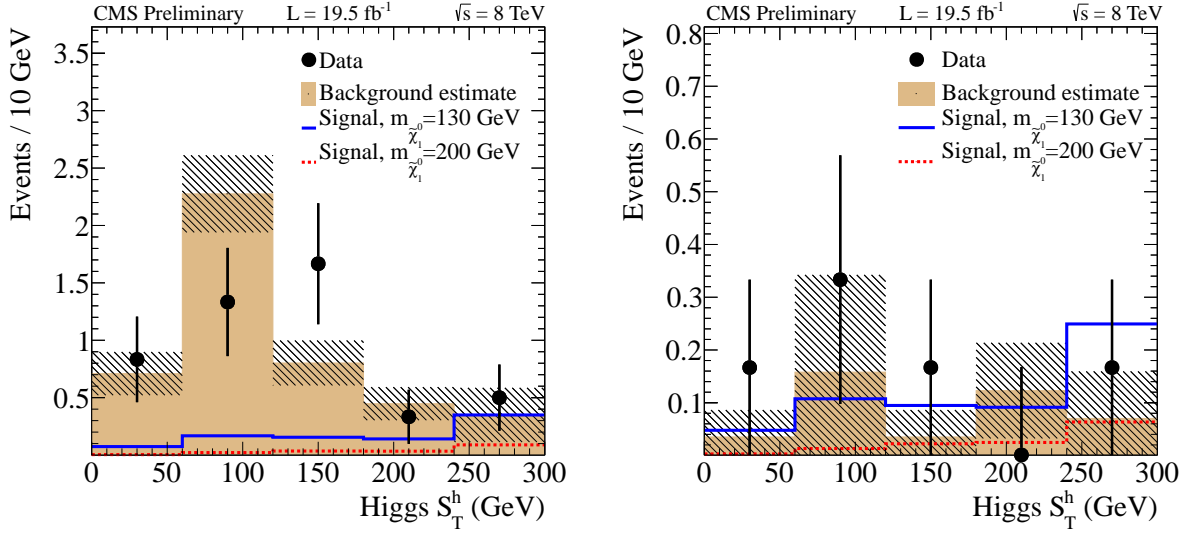 CMS Preliminary L = 19.5 fb⁻¹ √s = 8 TeV
Events / 10 GeV
3.5
3
2.5
2
1.5
1
0.5
Data
Background estimate
Signal, m_χ̃₁⁰=130 GeV
Signal, m_χ̃₁⁰=200 GeV
0 50 100 150 200 250 300
Higgs S_T^h (GeV)
CMS Preliminary L = 19.5 fb⁻¹ √s = 8 TeV
Events / 10 GeV
0.8
0.7
0.6
0.5
0.4
0.3
0.2
0.1
Data
Background estimate
Signal, m_χ̃₁⁰=130 GeV
Signal, m_χ̃₁⁰=200 GeV
0 50 100 150 200 250 300
Higgs S_T^h (GeV)